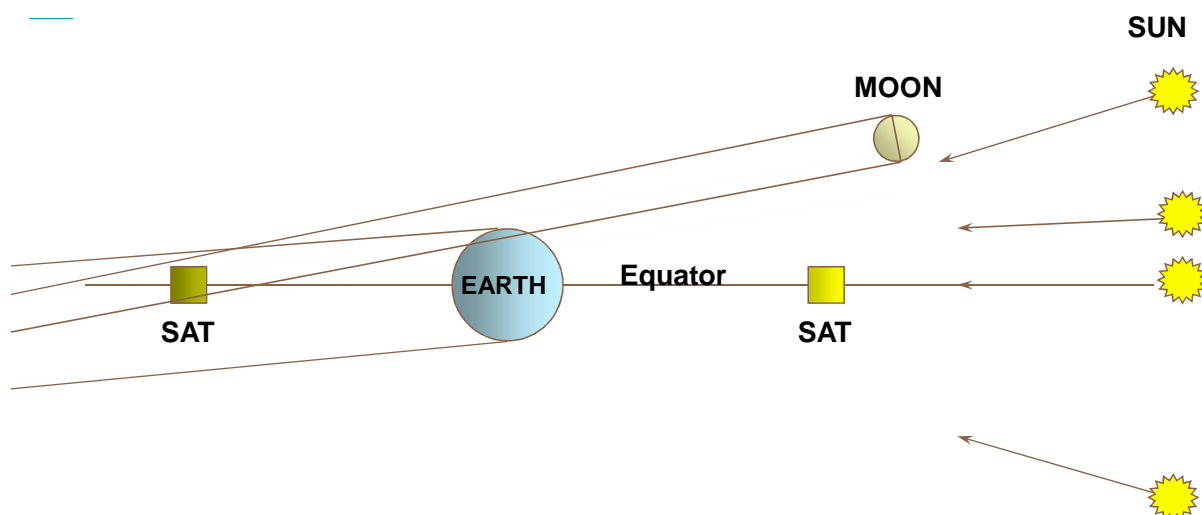 SUN
MOON
EARTH
Equator
SAT
SAT